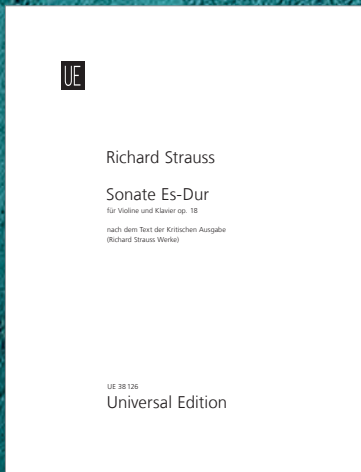 UE
Richard Strauss
Sonate Es-Dur
für Violine und Klavier op. 18
nach dem Text der Kritischen Ausgabe
(Richard Strauss Werke)
UE 38 126
Universal Edition